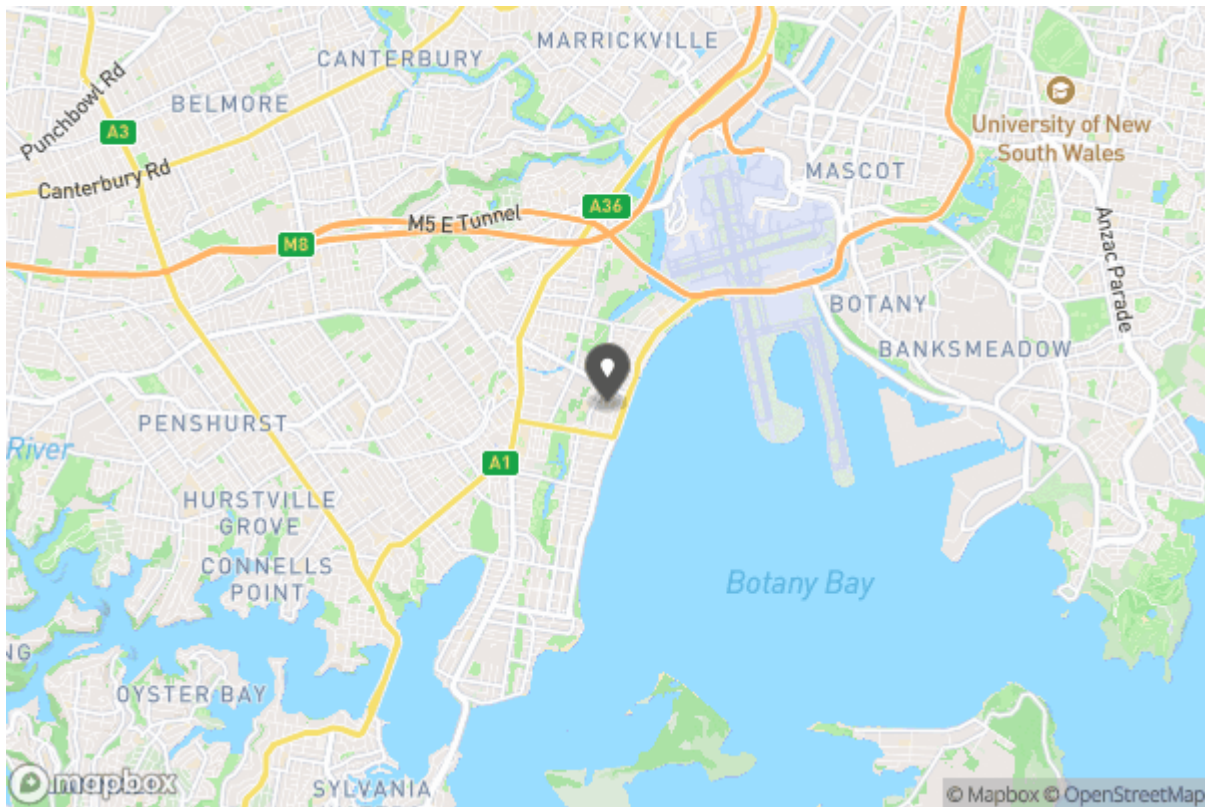 MARRICKVILLE
CANTERBURY
Punchbowl Rd
BELMORE
A3
University of New
South Wales
Canterbury Rd
MASCOT
A36
M5 E Tunnel
M8
Anzac Parade
BOTANY
BANKSMEADOW
PENSHURST
River
A1
HURSTVILLE
GROVE
CONNELLS
POINT
Botany Bay
NG
OYSTER BAY
SYLVANIA
mapbox
© Mapbox © OpenStreetMap